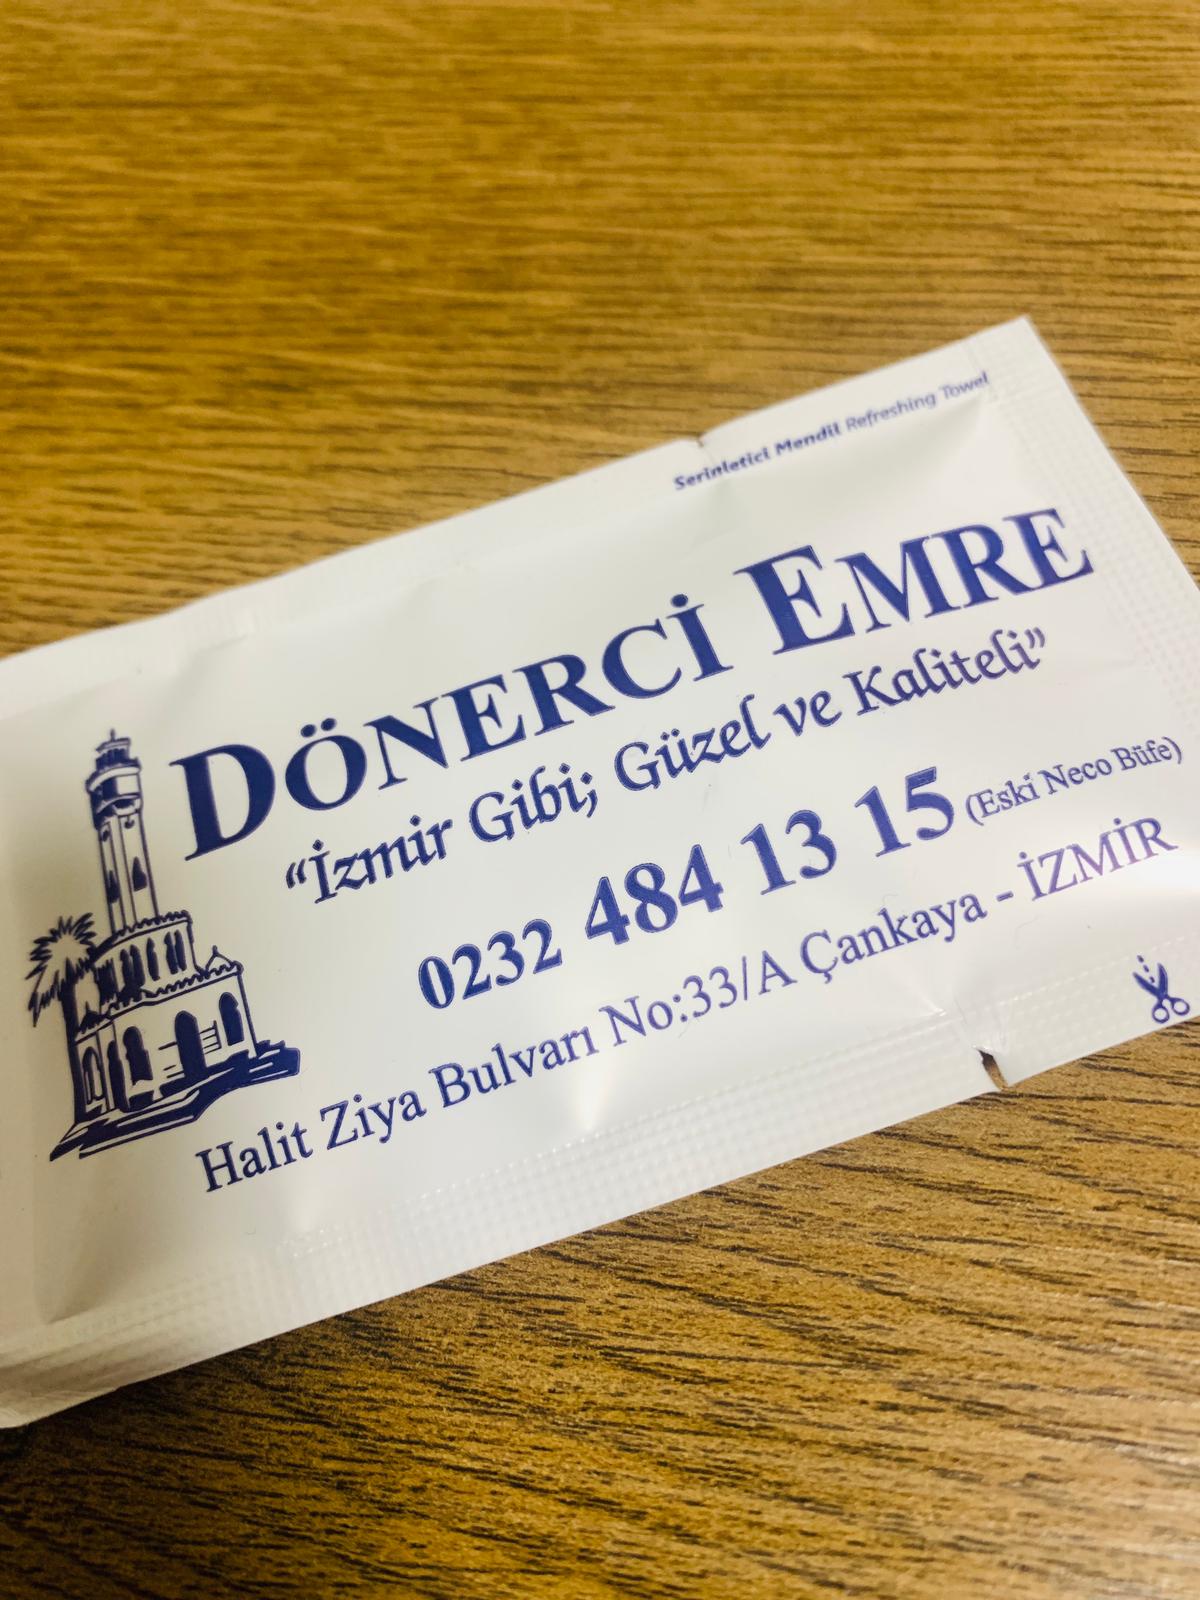 Serinletici Mendil Refreshing Towel
DÖNERCİ EMRE
“İzmir Gibi; Güzel ve Kaliteli”
0232 484 13 15 (Eski Neco Büfe)
Halit Ziya Bulvarı No:33/A Çankaya - İZMİR